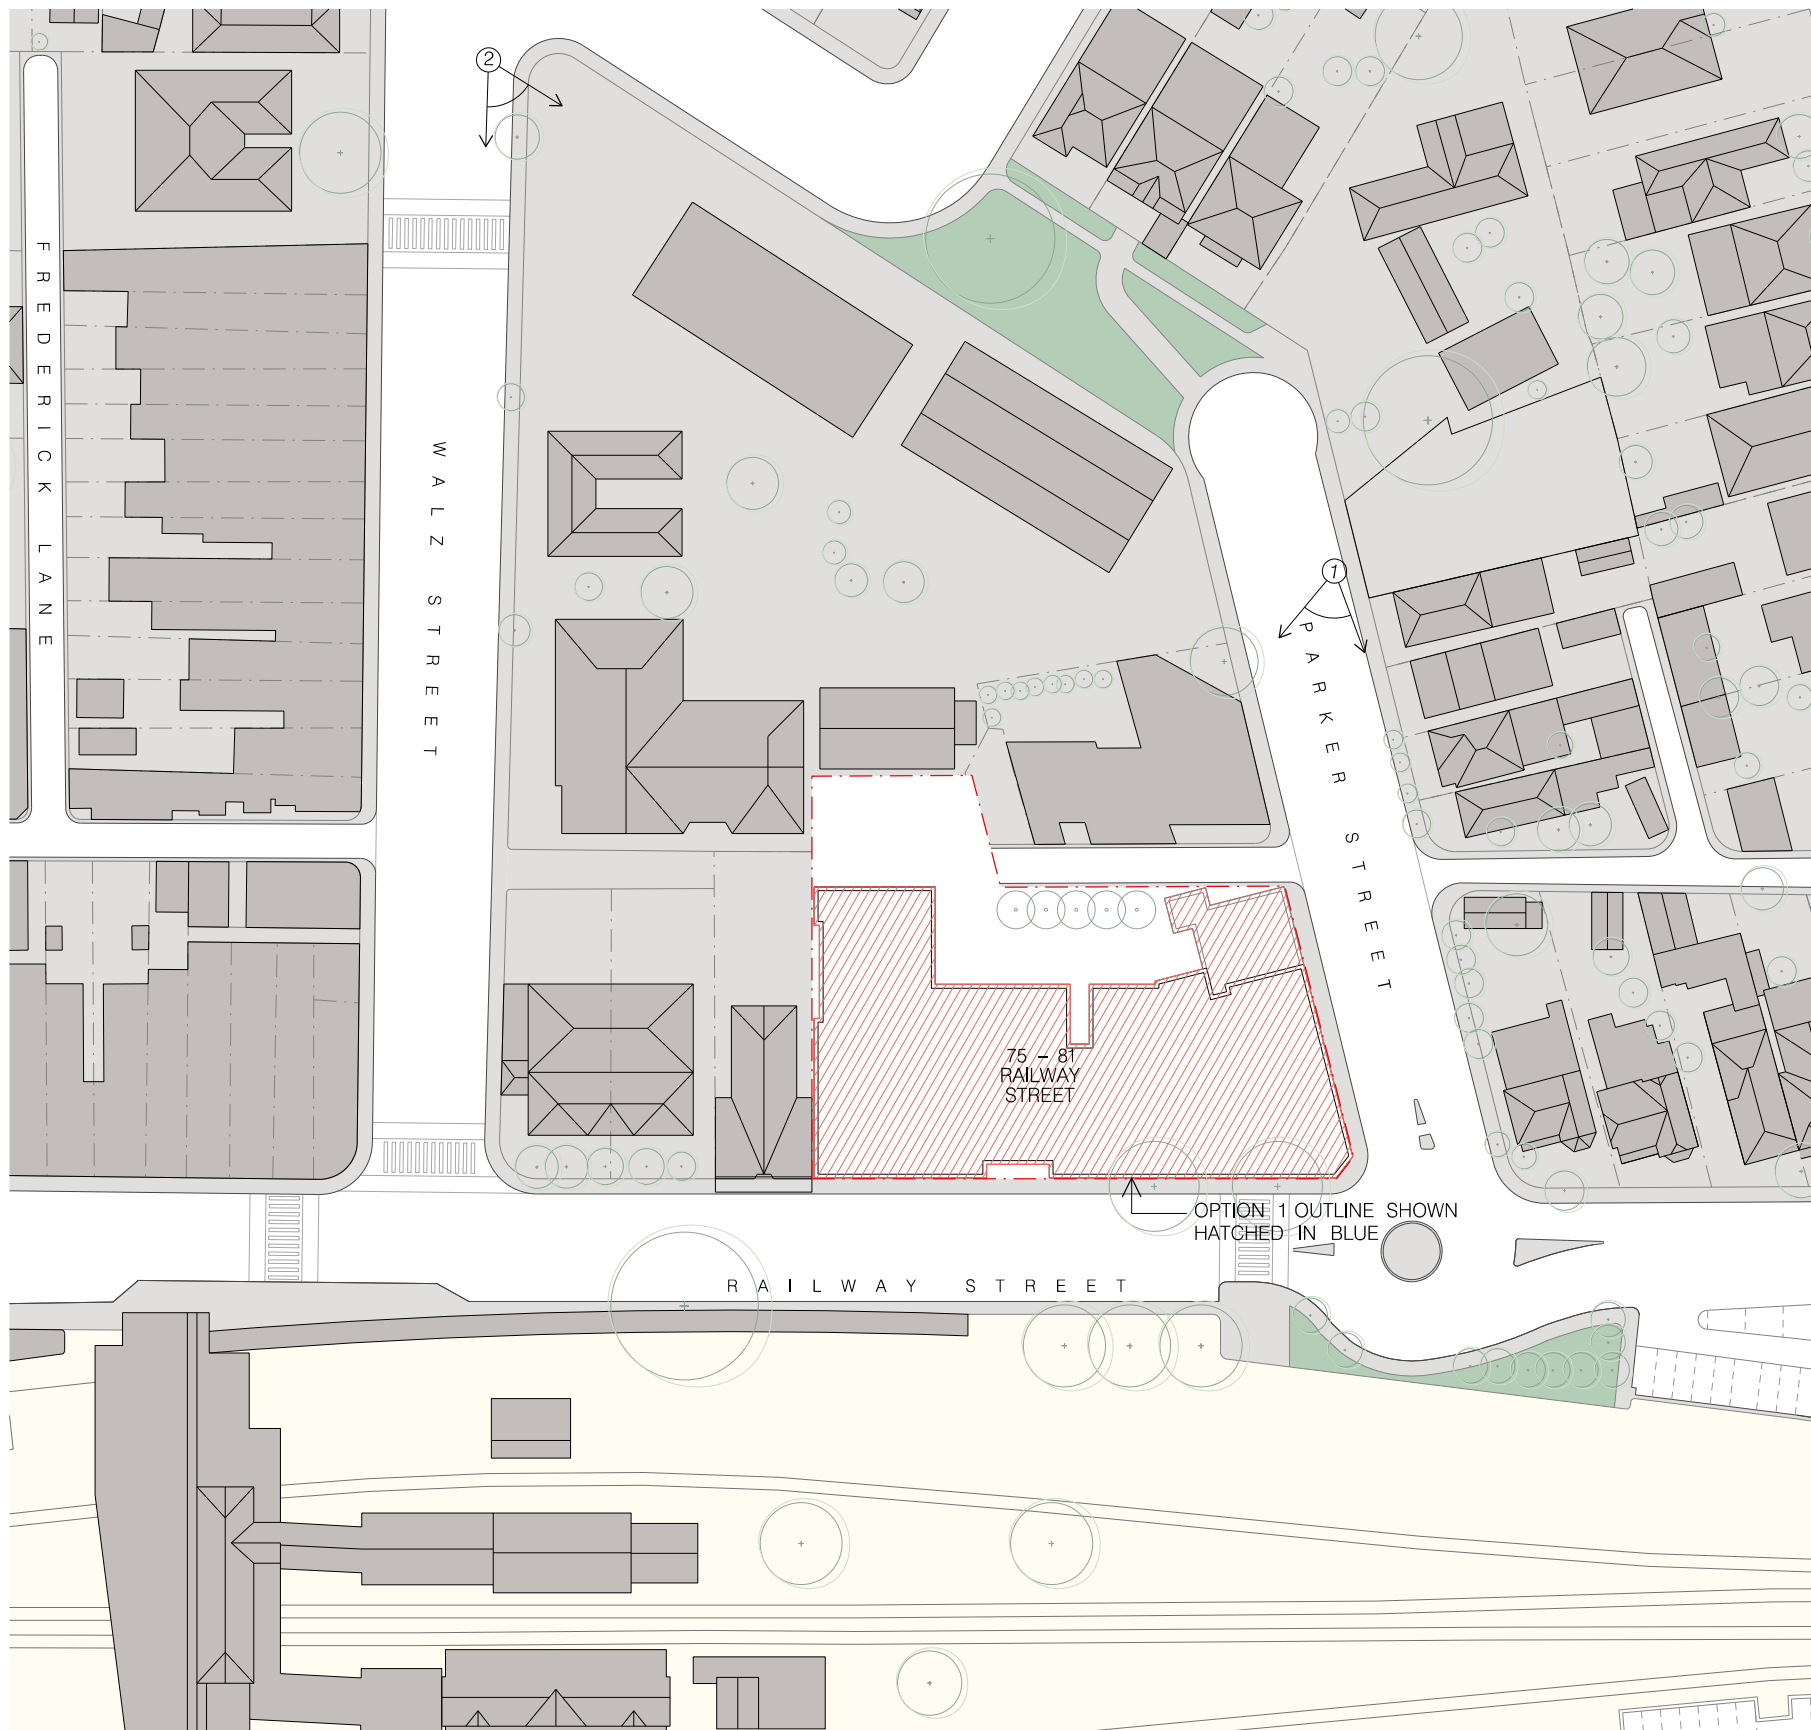 2
FREDERICK LANE
WALZ STREET
1
PARKER STREET
75 – 81
RAILWAY
STREET
OPTION 1 OUTLINE SHOWN
HATCHED IN BLUE
RAILWAY STREET